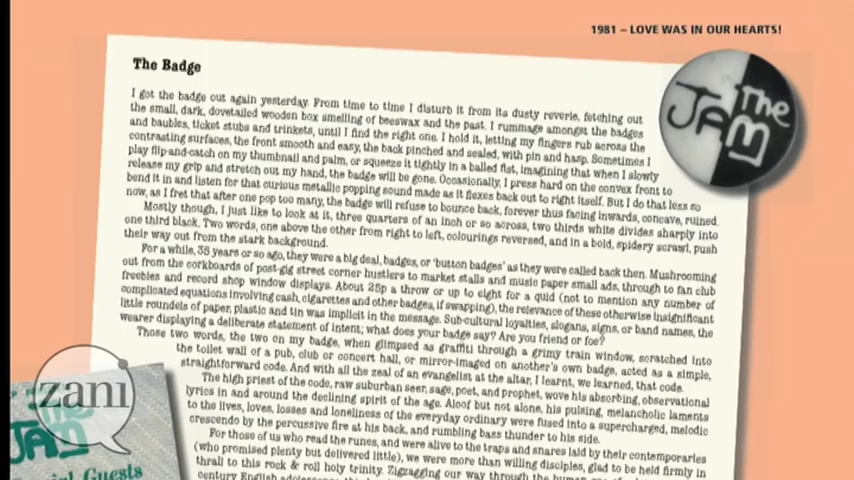 1981 – LOVE WAS IN OUR HEARTS!
The Badge
The
JAM
I got the badge out again yesterday. From time to time I disturb it from its dusty reverie, fetching out
the small, dark, dovetailed wooden box smelling of beeswax and the past. I rummage amongst the badges
and baubles, ticket stubs and trinkets, until I find the right one. I hold it, letting my fingers rub across the
contrasting surfaces, the front smooth and easy, the back pinched and sealed, with pin and hasp. Sometimes I
play flip-and-catch on my thumbnail and palm, or squeeze it tightly in a balled fist, imagining that when I slowly
release my grip and stretch out my hand, the badge will be gone. Occasionally, I press hard on the convex front to
bend it in and listen for that curious metallic popping sound made as it flexes back out to right itself. But I do that less so
now, as I fret that after one pop too many, the badge will refuse to bounce back, forever thus facing inwards, concave, ruined.
Mostly though, I just like to look at it, three quarters of an inch or so across, two thirds white divides sharply into
one third black. Two words, one above the other from right to left, colourings reversed, and in a bold, spidery scrawl, push
their way out from the stark background.
For a while, 35 years or so ago, they were a big deal, badges, or 'button badges' as they were called back then. Mushrooming
out from the corkboards of post-gig street corner hustlers to market stalls and music paper small ads, through to fan club
freebies and record shop window displays. About 25p a throw or up to eight for a quid (not to mention any number of
complicated equations involving cash, cigarettes and other badges, if swapping), the relevance of these otherwise insignificant
little roundels of paper, plastic and tin was implicit in the message. Sub-cultural loyalties, slogans, signs, or band names, the
wearer displaying a deliberate statement of intent; what does your badge say? Are you friend or foe?
Those two words, the two on my badge, when glimpsed as graffiti through a grimy train window, scratched into
the toilet wall of a pub, club or concert hall, or mirror-imaged on another's own badge, acted as a simple,
straightforward code. And with all the zeal of an evangelist at the altar, I learnt, we learned, that code.
The high priest of the code, raw suburban seer, sage, poet, and prophet, wove his absorbing, observational
lyrics in and around the declining spirit of the age. Aloof but not alone, his pulsing, melancholic laments
to the lives, loves, losses and loneliness of the everyday ordinary were fused into a supercharged, melodic
crescendo by the percussive fire at his back, and rumbling bass thunder to his side.
For those of us who read the runes, and were alive to the traps and snares laid by their contemporaries
(who promised plenty but delivered little), we were more than willing disciples, glad to be held firmly in
thrall to this rock & roll holy trinity. Zigzagging our way through the human
century English
zani
JAM
Guests